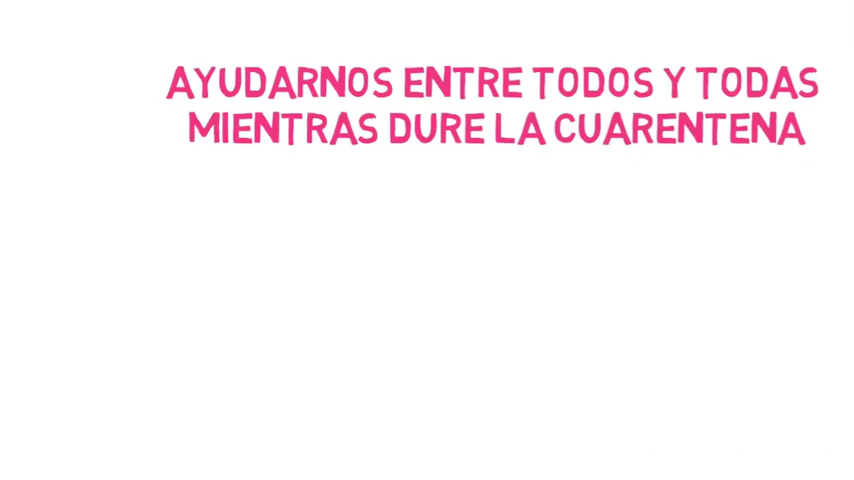 AYUDARNOS ENTRE TODOS Y TODAS
MIENTRAS DURE LA CUARENTENA